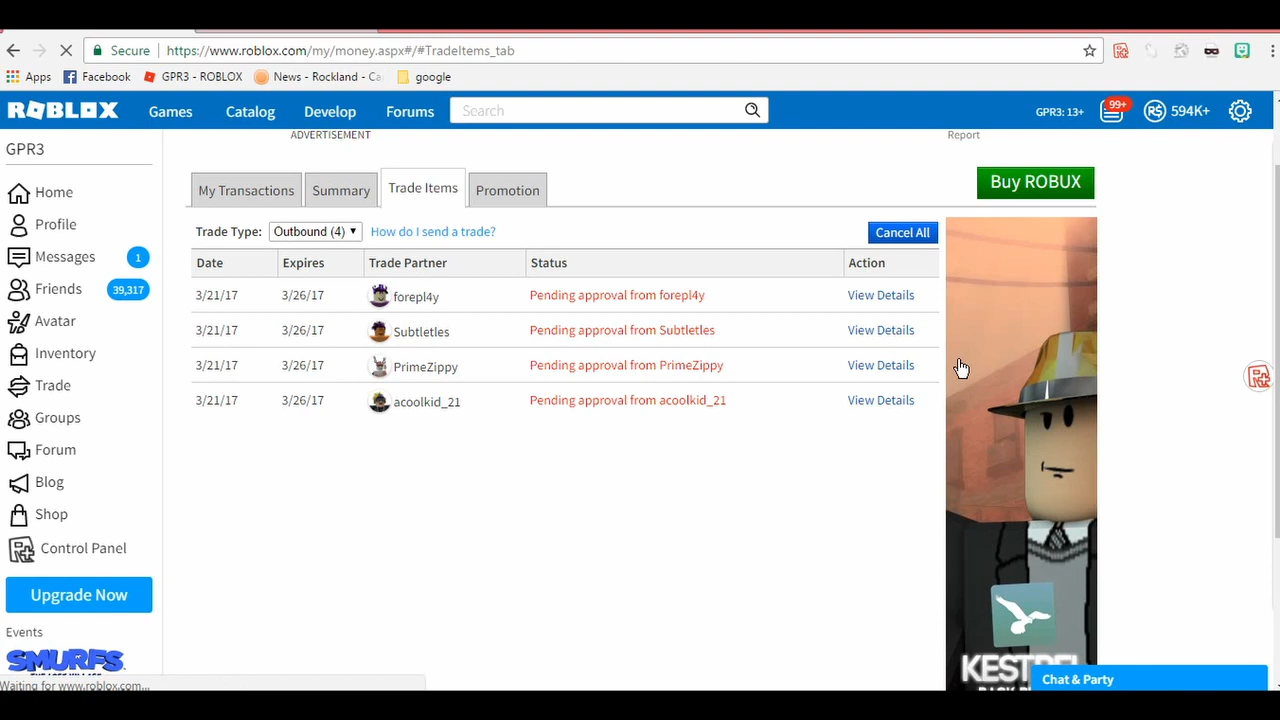 Secure https://www.roblox.com/my/money.aspx#/#TradeItems_tab
Apps Facebook GPR3 - ROBLOX News - Rockland - Ca google
ROBLOX Games Catalog Develop Forums Search GPR3: 13+ 99+ R$ 594K+
ADVERTISEMENT Report
GPR3
Home
Profile
Messages 1
Friends 39,317
Avatar
Inventory
Trade
Groups
Forum
Blog
Shop
Control Panel
Upgrade Now
Events
SMURFS
Waiting for www.roblox.com...
My Transactions Summary Trade Items Promotion Buy ROBUX
Trade Type: Outbound (4) How do I send a trade? Cancel All
Date Expires Trade Partner Status Action
3/21/17 3/26/17 forepl4y Pending approval from forepl4y View Details
3/21/17 3/26/17 Subtletles Pending approval from Subtletles View Details
3/21/17 3/26/17 PrimeZippy Pending approval from PrimeZippy View Details
3/21/17 3/26/17 acoolkid_21 Pending approval from acoolkid_21 View Details
KESTREL
Chat & Party